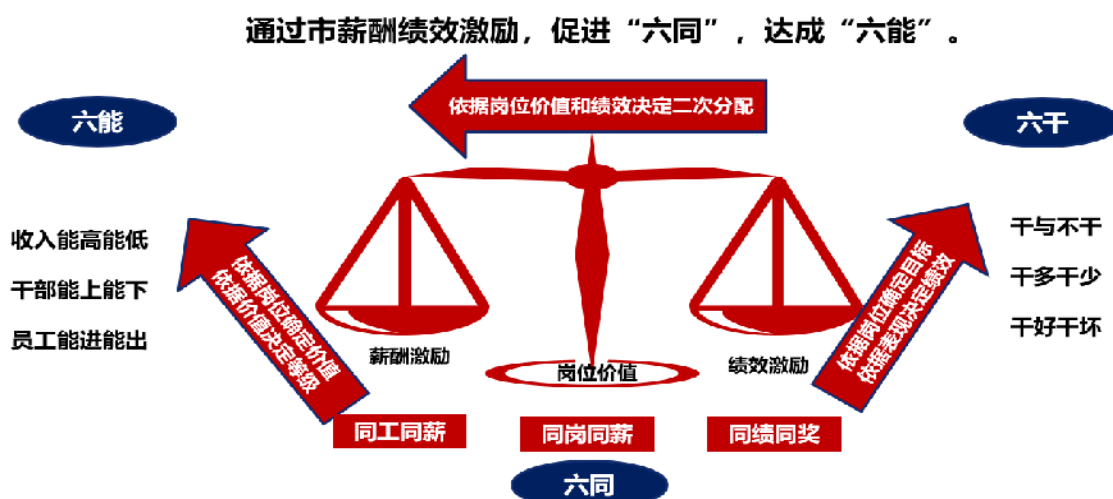 通过市薪酬绩效激励，促进“六同”，达成“六能”。
依据岗位价值和绩效决定二次分配
六能
六干
收入能高能低
干部能上能下
员工能进能出
依据岗位确定价值
依据价值决定等级
薪酬激励
岗位价值
绩效激励
依据岗位确定目标
依据表现决定绩效
干与不干
干多干少
干好干坏
同工同薪
同岗同薪
同绩同奖
六同